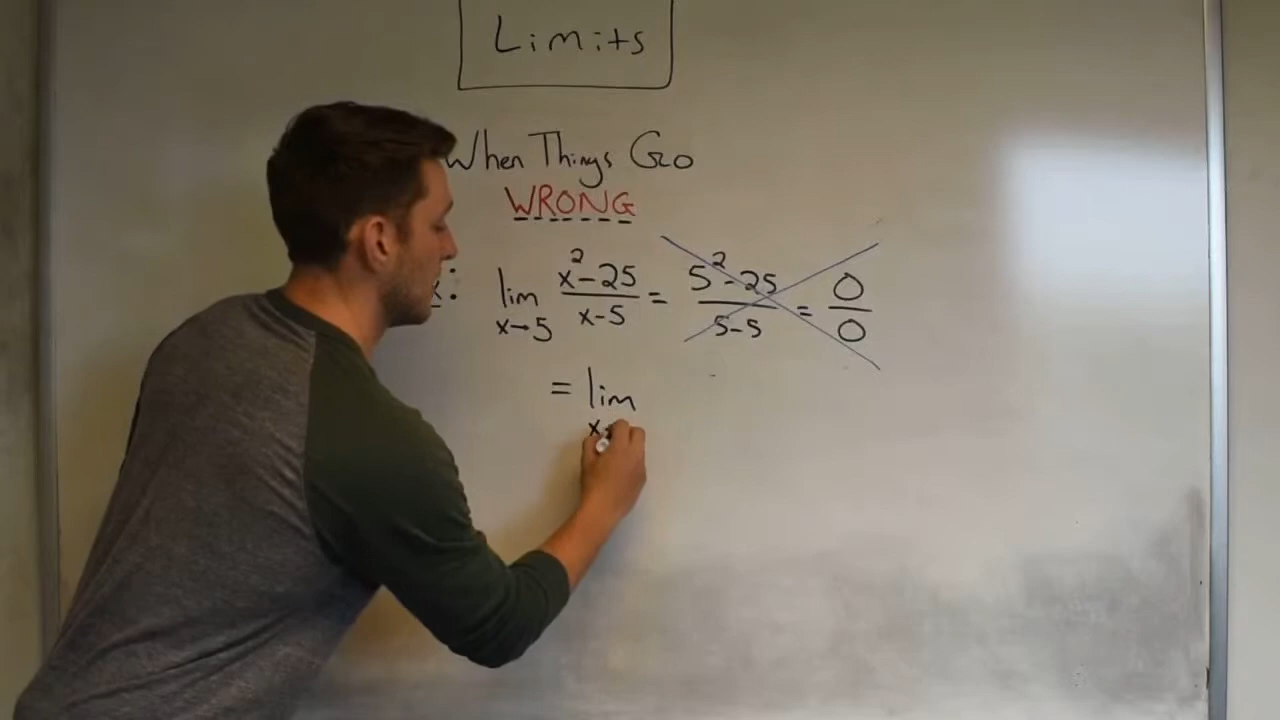 Limits
When Things Go
WRONG
x: lim x→5 x²-25/x-5 = 5²-25/5-5 = 0/0
= lim x